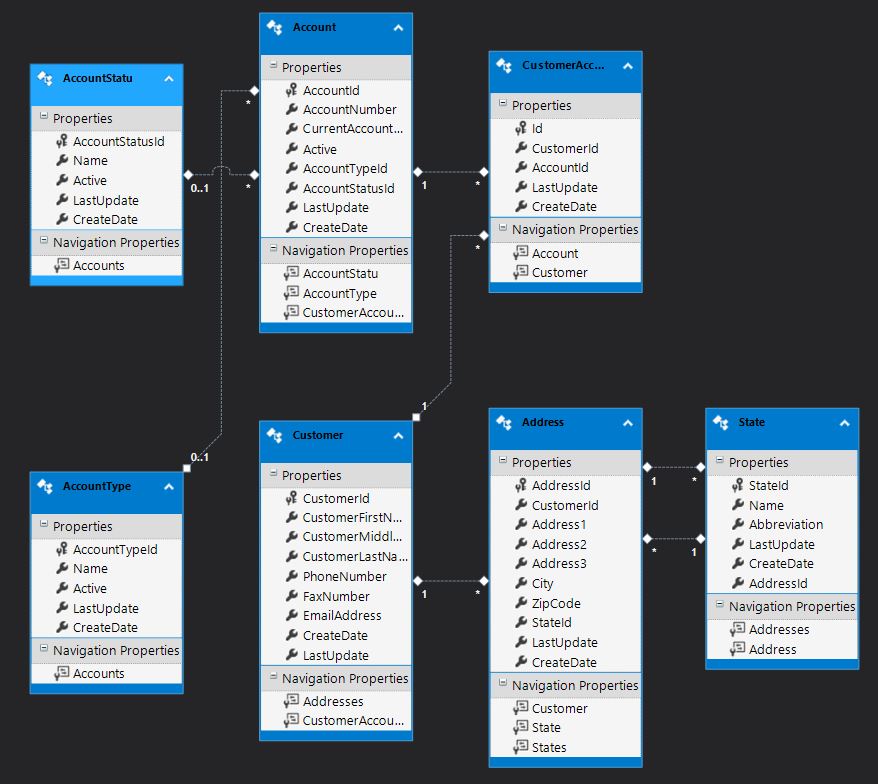 AccountStatu
Properties
AccountStatusId
Name
Active
LastUpdate
CreateDate
Navigation Properties
Accounts
0..1
*
*
Account
Properties
AccountId
AccountNumber
CurrentAccount...
Active
AccountTypeId
AccountStatusId
LastUpdate
CreateDate
Navigation Properties
AccountStatu
AccountType
CustomerAccou...
1
*
CustomerAcc...
Properties
Id
CustomerId
AccountId
LastUpdate
CreateDate
Navigation Properties
Account
Customer
*
1
0..1
AccountType
Properties
AccountTypeId
Name
Active
LastUpdate
CreateDate
Navigation Properties
Accounts
Customer
Properties
CustomerId
CustomerFirstN...
CustomerMiddl...
CustomerLastNa...
PhoneNumber
FaxNumber
EmailAddress
CreateDate
LastUpdate
Navigation Properties
Addresses
CustomerAccou...
1
*
Address
Properties
AddressId
CustomerId
Address1
Address2
Address3
City
ZipCode
StateId
LastUpdate
CreateDate
Navigation Properties
Customer
State
States
1
*
*
1
State
Properties
StateId
Name
Abbreviation
LastUpdate
CreateDate
AddressId
Navigation Properties
Addresses
Address